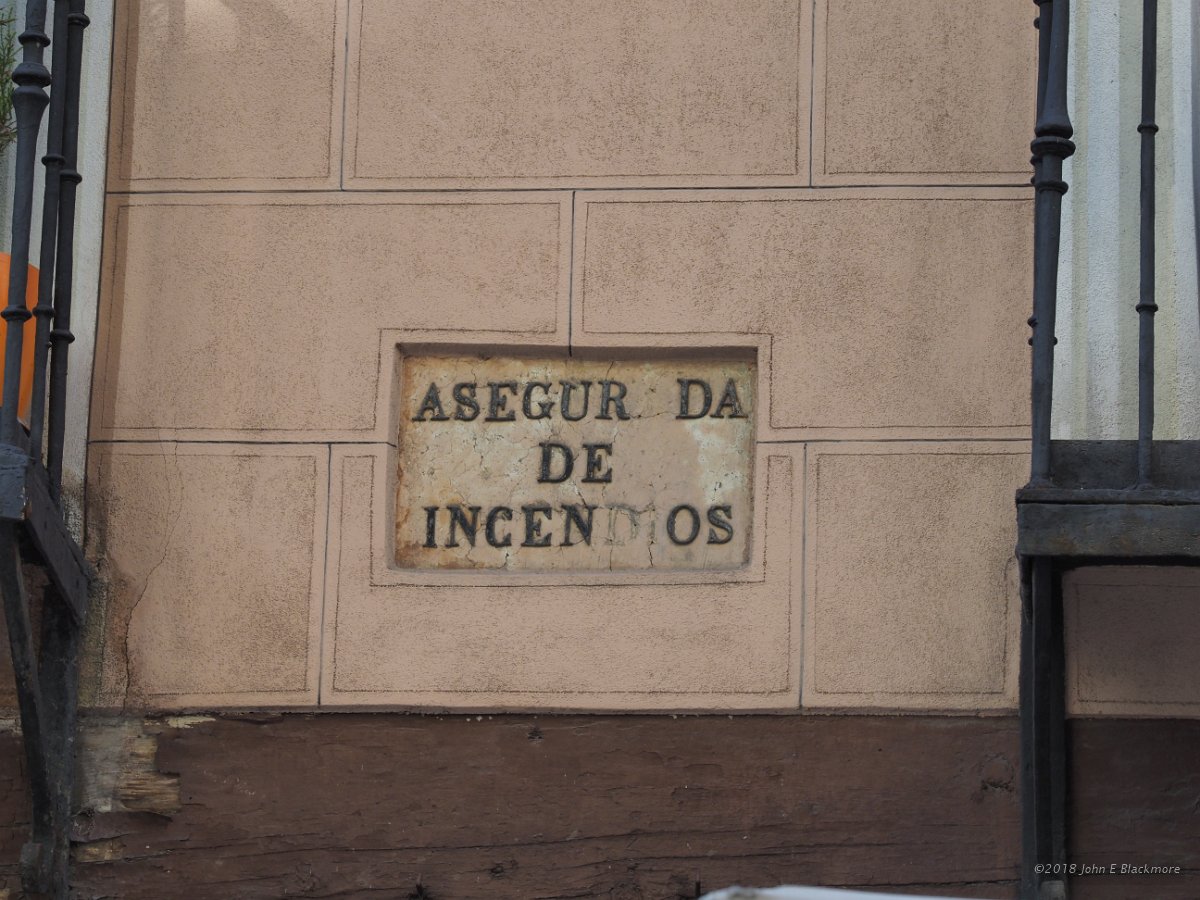 ASEGUR DA
DE
INCENDIOS
©2018 John E Blackmore